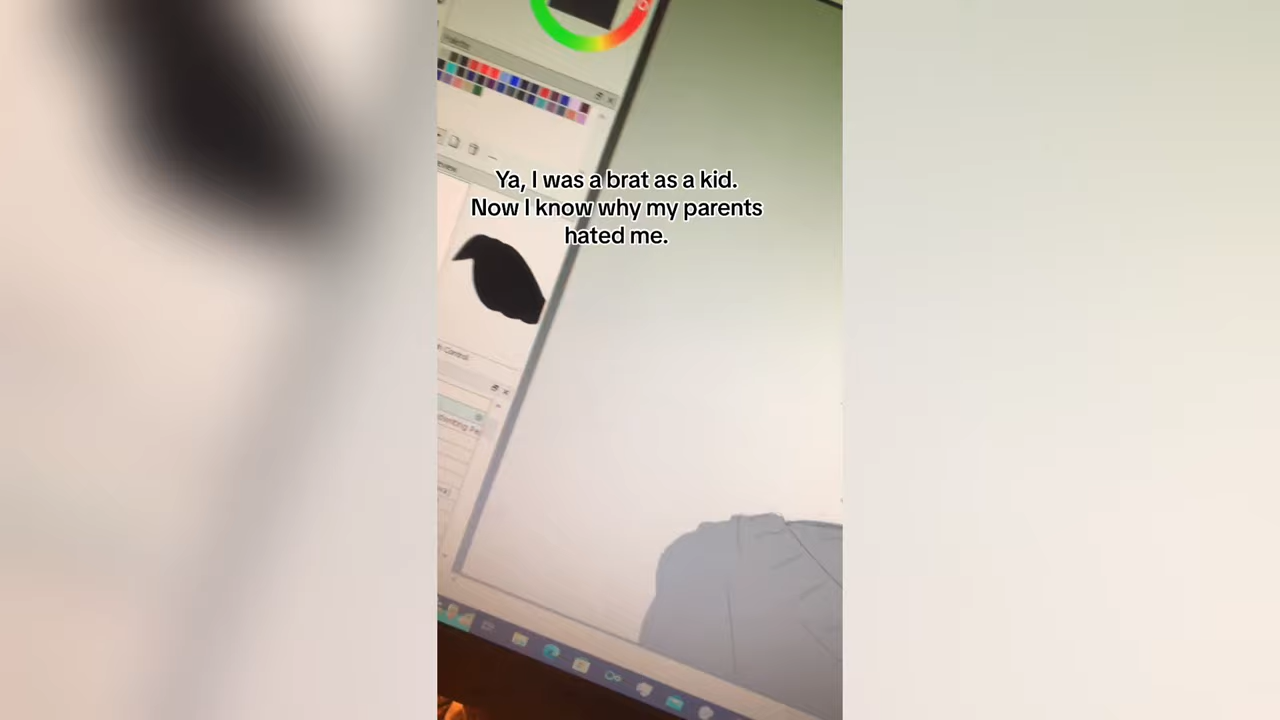 Ya, I was a brat as a kid.
Now I know why my parents
hated me.